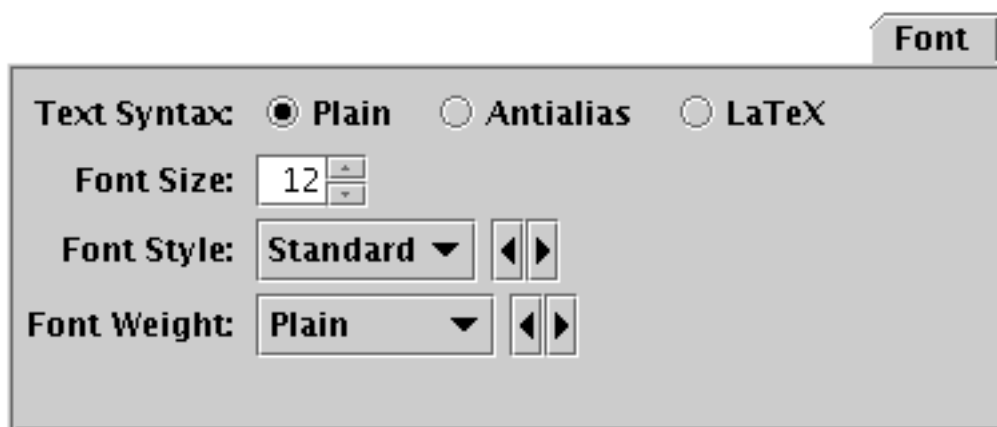 Font
Text Syntax: Plain Antialias LaTeX
Font Size: 12
Font Style: Standard
Font Weight: Plain